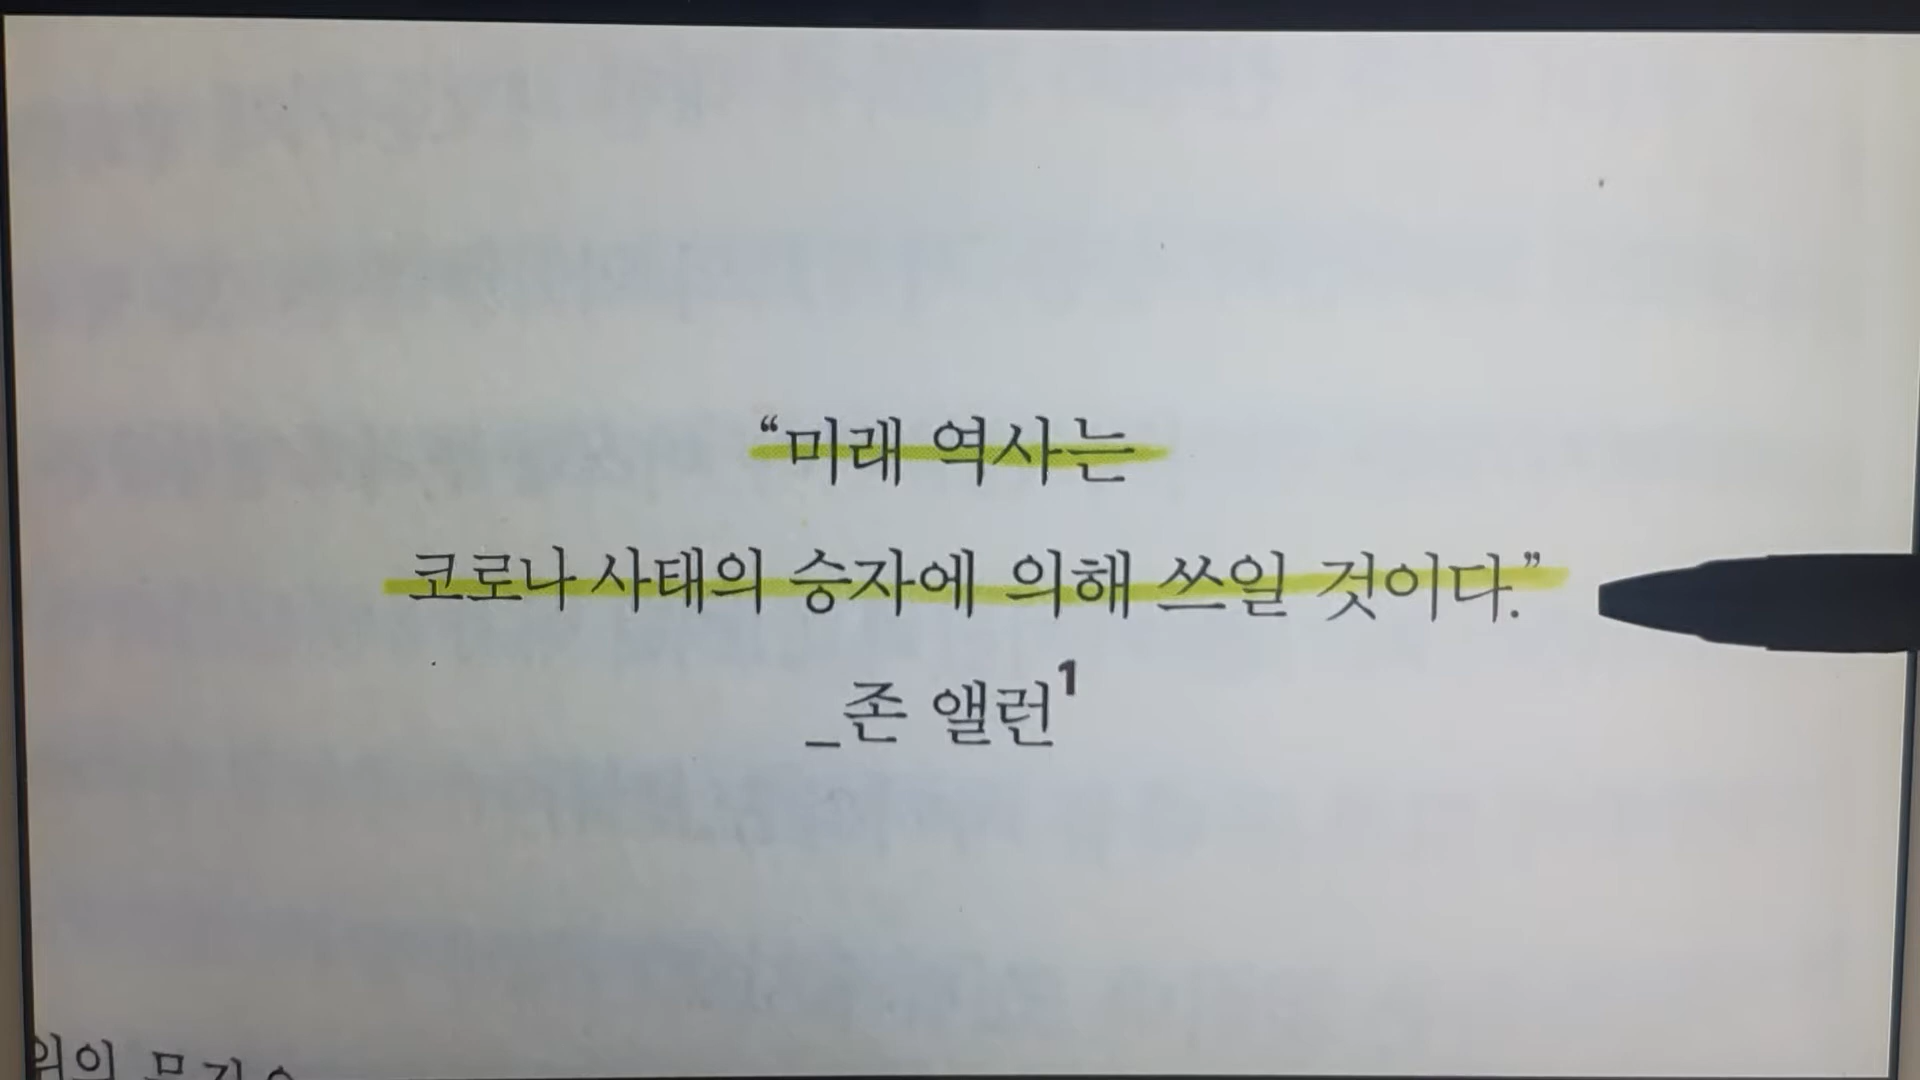 “미래 역사는
코로나 사태의 승자에 의해 쓰일 것이다.”
_존 앨런1